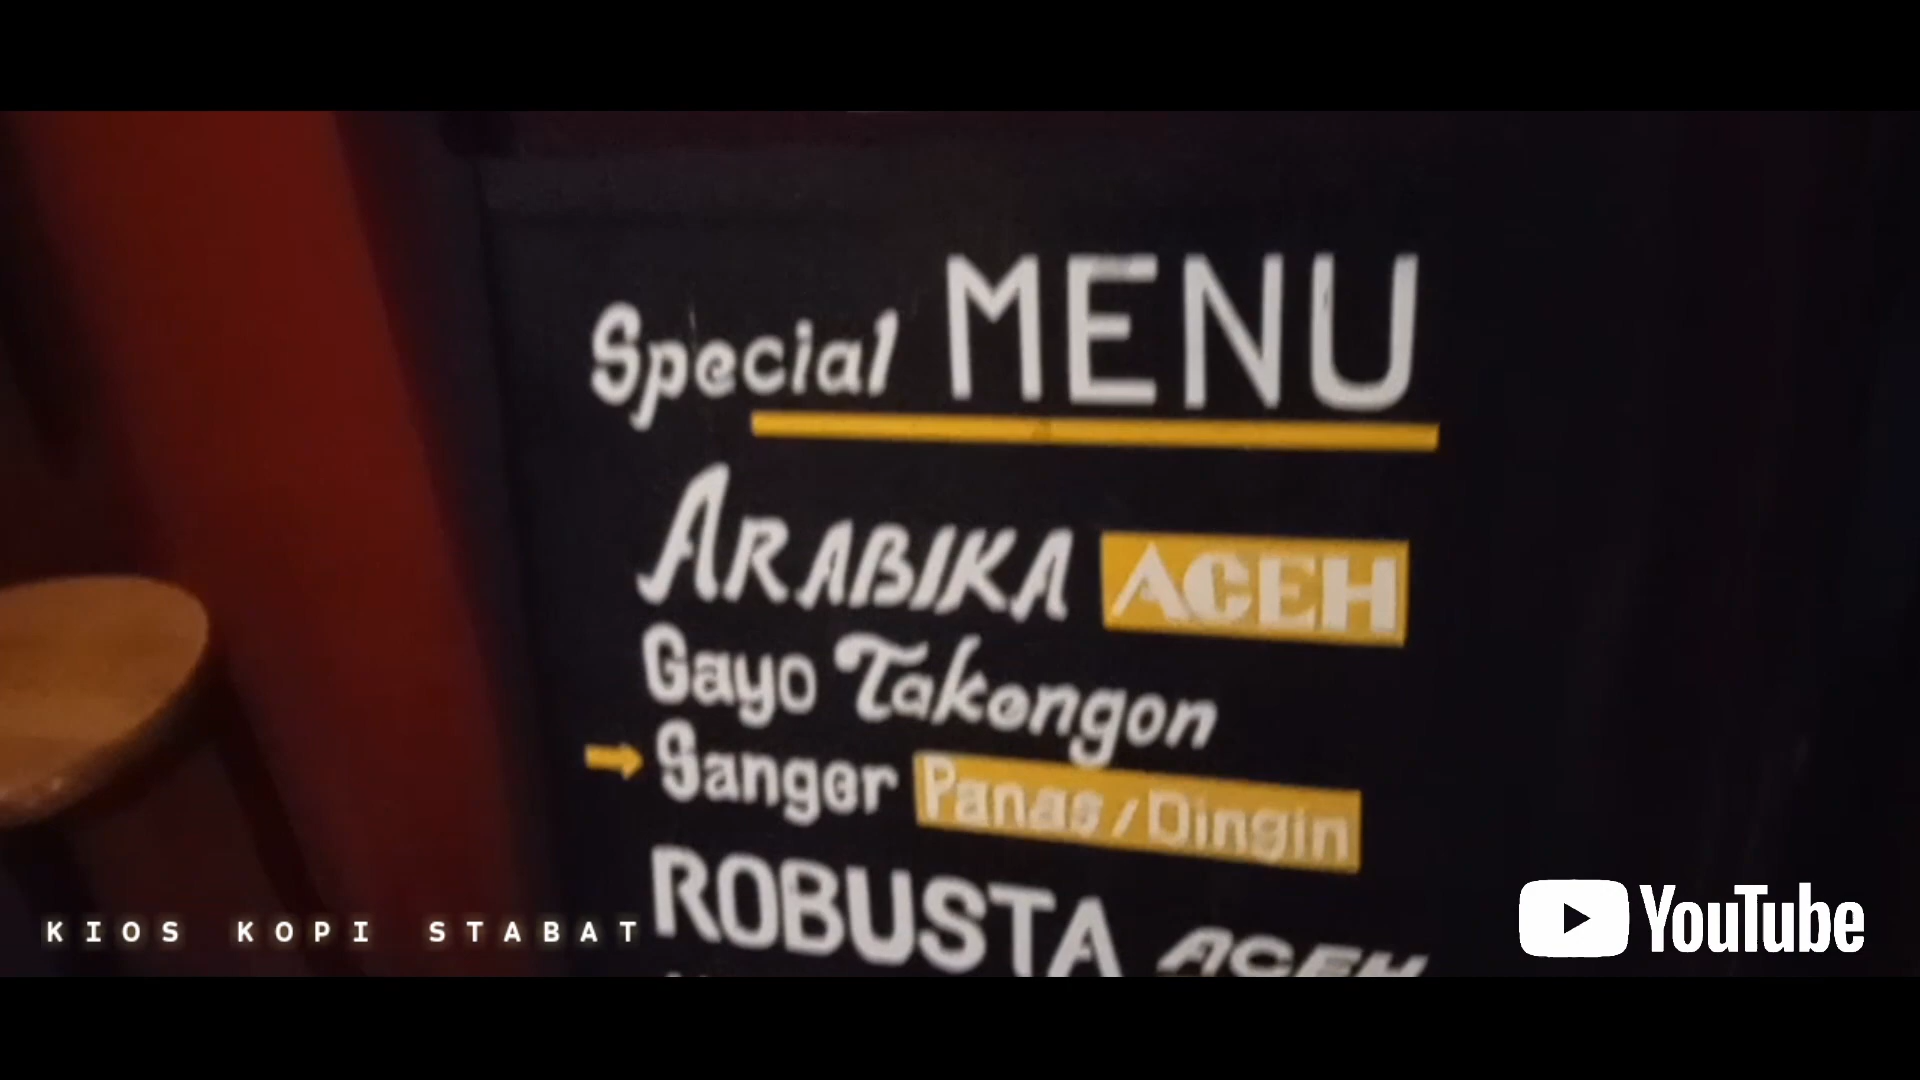 Special MENU
ARABIKA ACEH
Gayo Takengon
Sanger Panas / Dingin
ROBUSTA ACEH
KIOS KOPI STABAT
YouTube